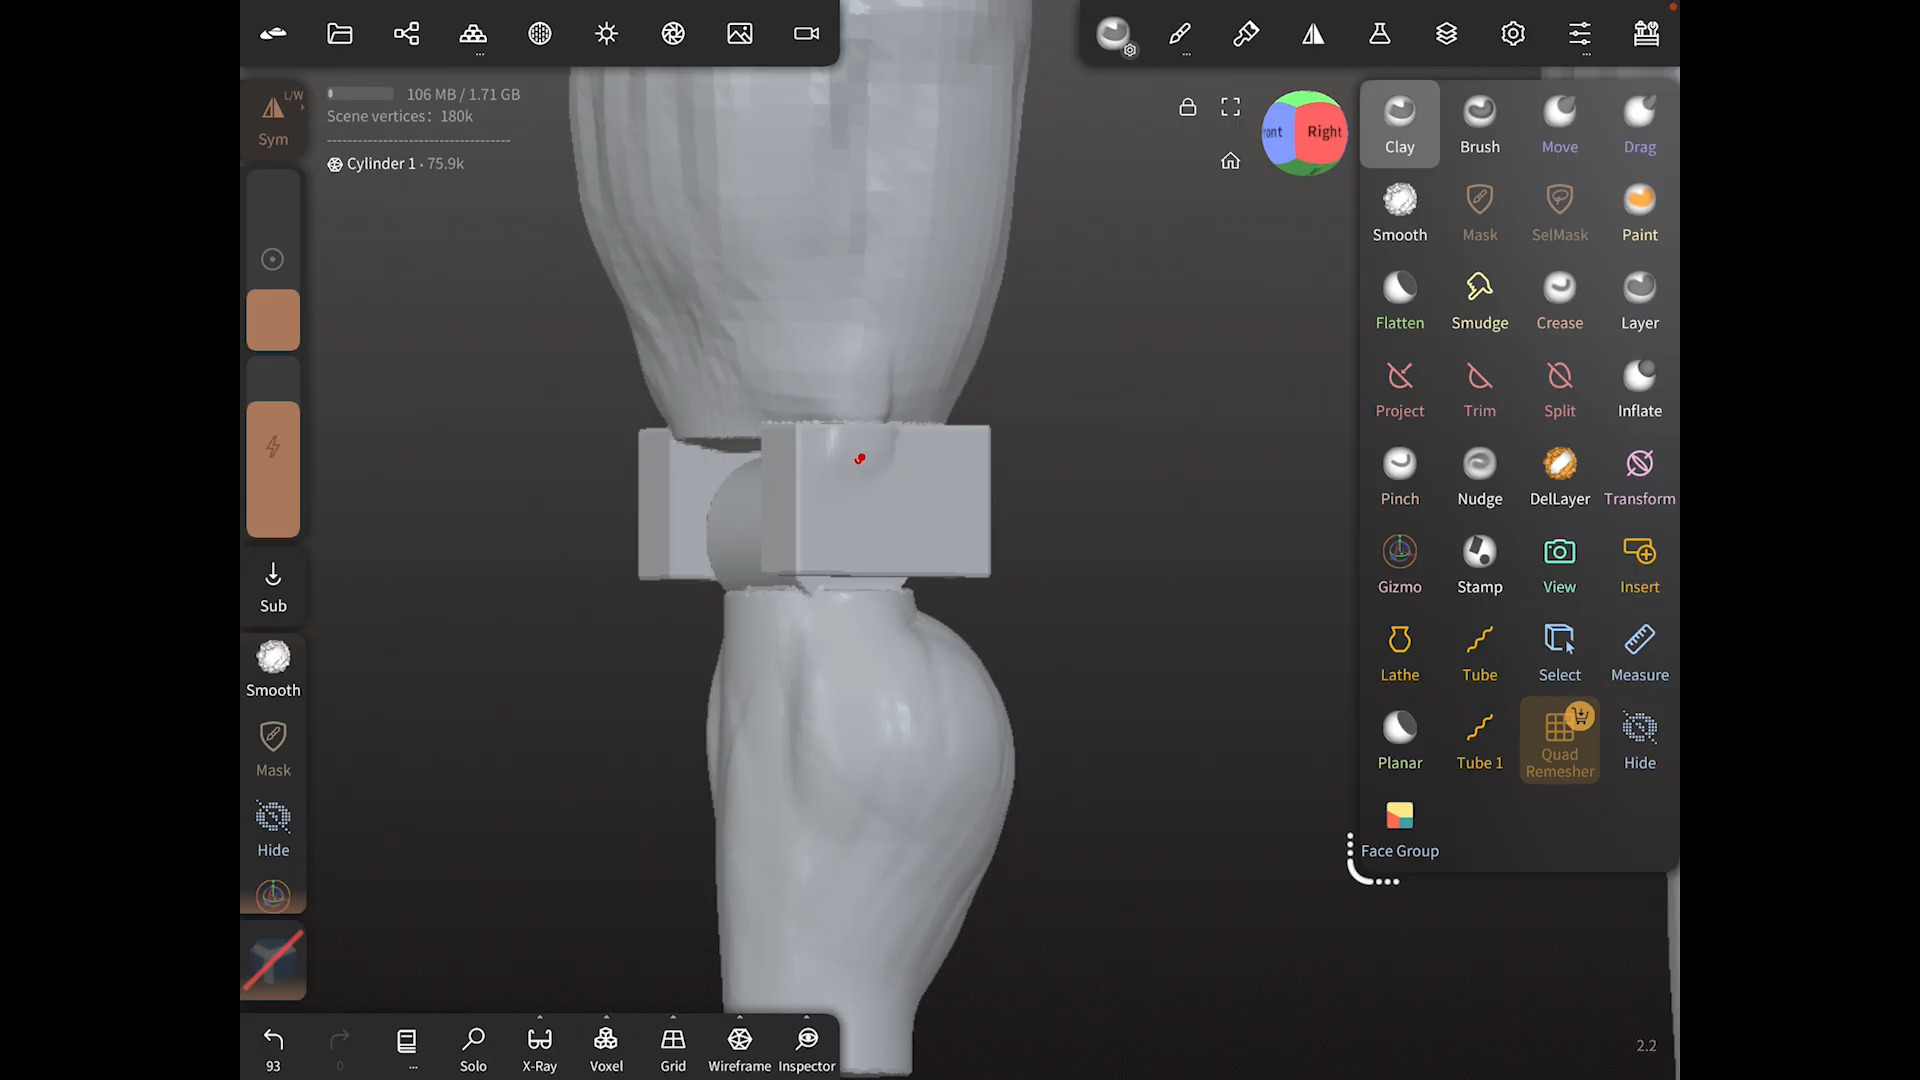 L/W
Sym
106 MB / 1.71 GB
Scene vertices: 180k
Cylinder 1 • 75.9k
ront
Right
Clay
Brush
Move
Drag
Smooth
Mask
SelMask
Paint
Flatten
Smudge
Crease
Layer
Project
Trim
Split
Inflate
Pinch
Nudge
DelLayer
Transform
Gizmo
Stamp
View
Insert
Lathe
Tube
Select
Measure
Planar
Tube 1
Quad
Remesher
Hide
Face Group
Sub
Smooth
Mask
Hide
93
0
...
Solo
X-Ray
Voxel
Grid
Wireframe
Inspector
2.2